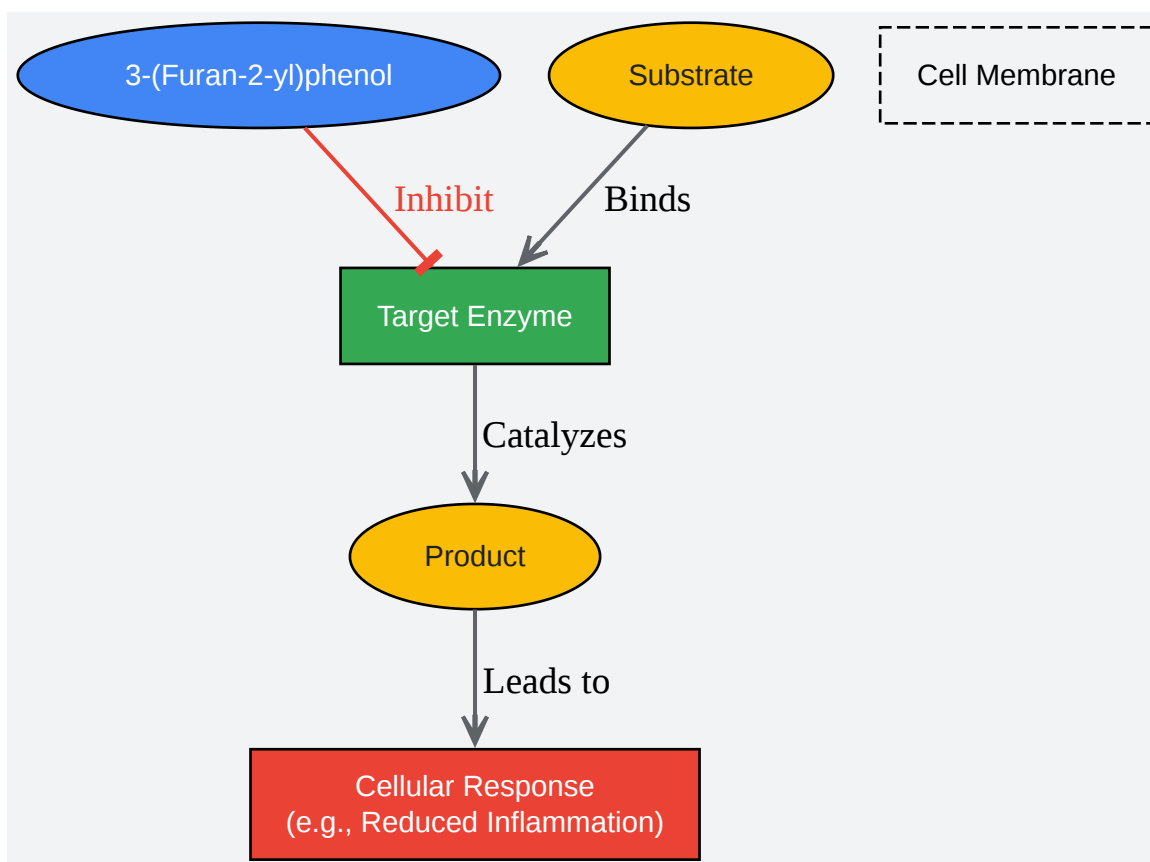 3-(Furan-2-yl)phenol
Substrate
Cell Membrane
Inhibit
Binds
Target Enzyme
Catalyzes
Product
Leads to
Cellular Response
(e.g., Reduced Inflammation)